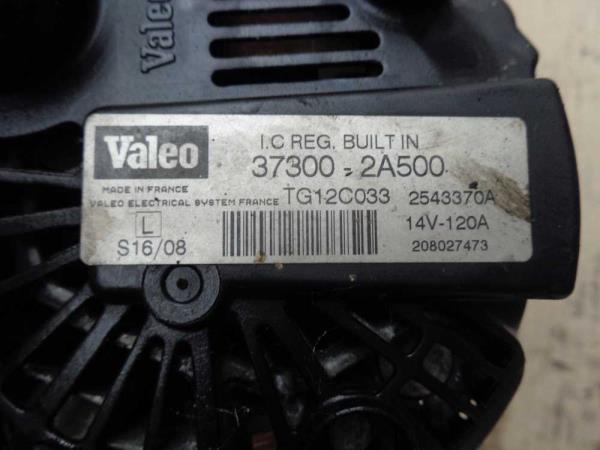 Valeo
Valeo I.C REG. BUILT IN
37300-2A500
MADE IN FRANCE
VALEO ELECTRICAL SYSTEM FRANCE TG12C033 2543370A
L 14V-120A
S16/08 208027473